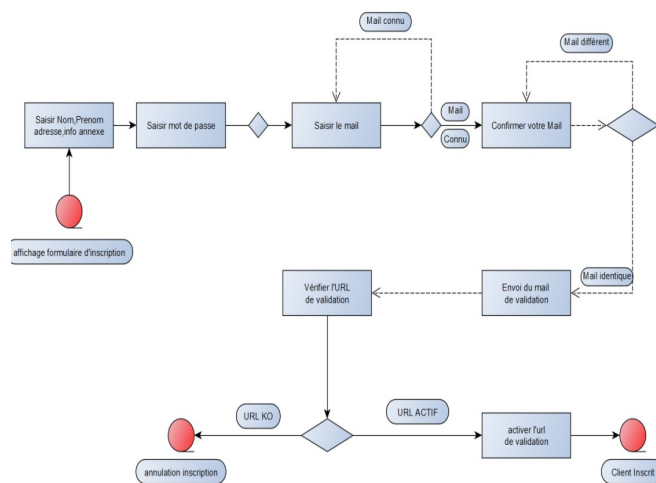 Mail connu
Mail différent
Saisir Nom,Prenom
adresse,info annexe
Saisir mot de passe
Saisir le mail
Mail
Connu
Confirmer votre Mail
affichage formulaire d'inscription
Mail identique
Vérifier l'URL
de validation
Envoi du mail
de validation
URL KO
URL ACTIF
activer l'url
de validation
annulation inscription
Client Inscrit